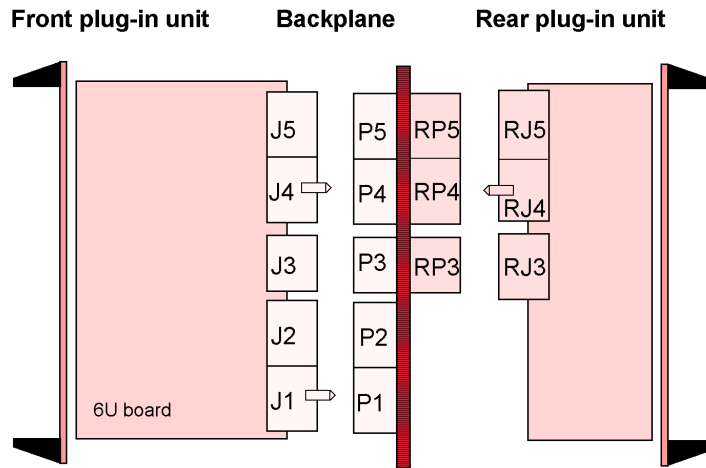 Front plug-in unit Backplane Rear plug-in unit
J5 P5 RP5 RJ5
J4 P4 RP4 RJ4
J3 P3 RP3 RJ3
J2 P2
J1 P1
6U board